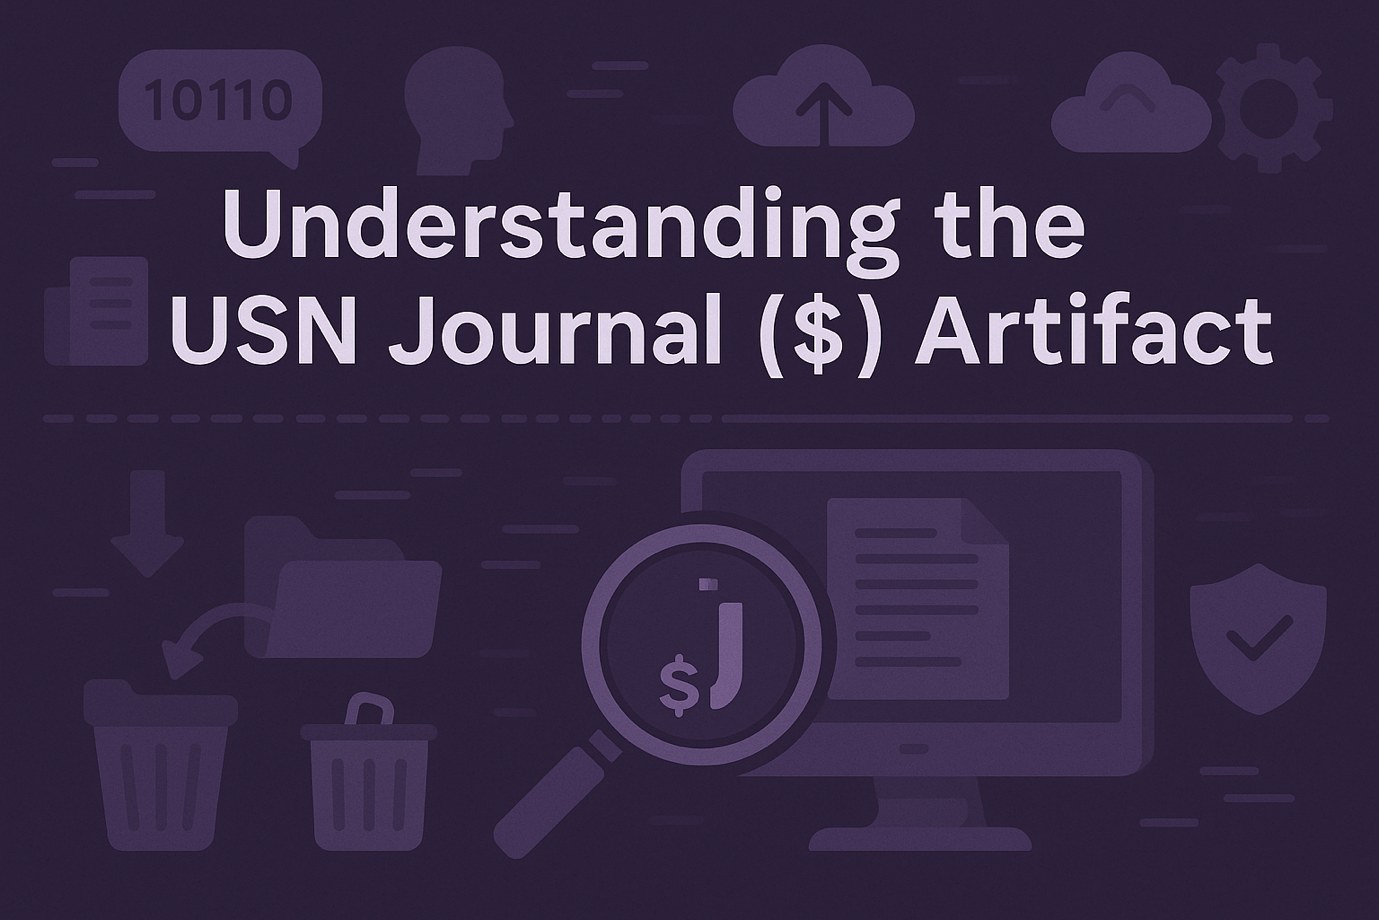 10110
Understanding the
USN Journal ($) Artifact
$J